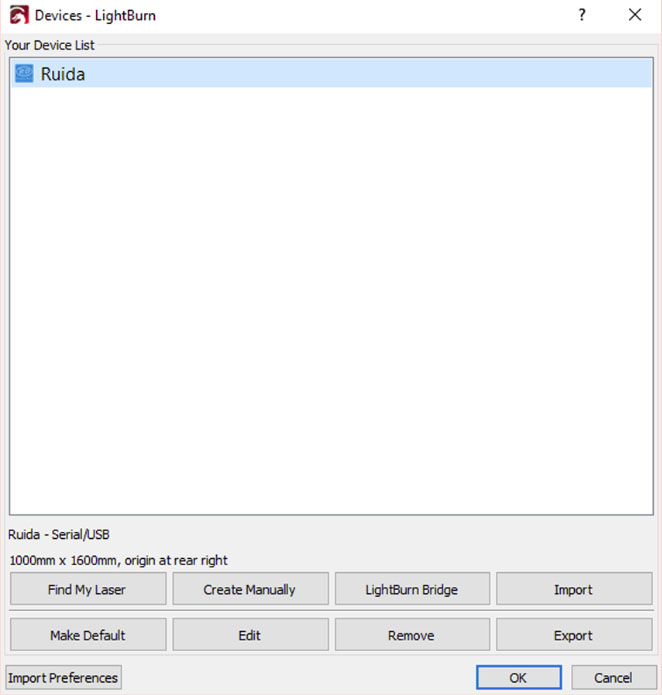 Devices - LightBurn ?
Your Device List
Ruida
Ruida - Serial/USB
1000mm x 1600mm, origin at rear right
Find My Laser Create Manually LightBurn Bridge Import
Make Default Edit Remove Export
Import Preferences OK Cancel